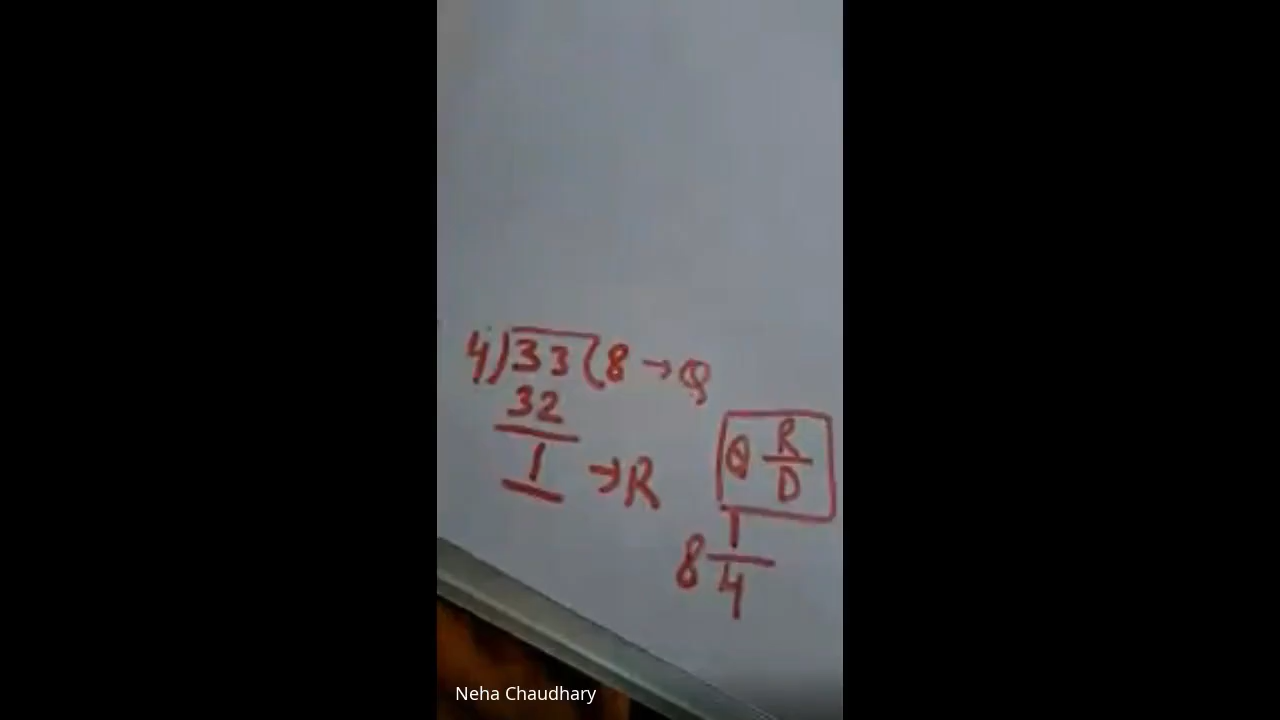 4)33(8→Q
32
1 →R
Q R/D
8 1/4
Neha Chaudhary